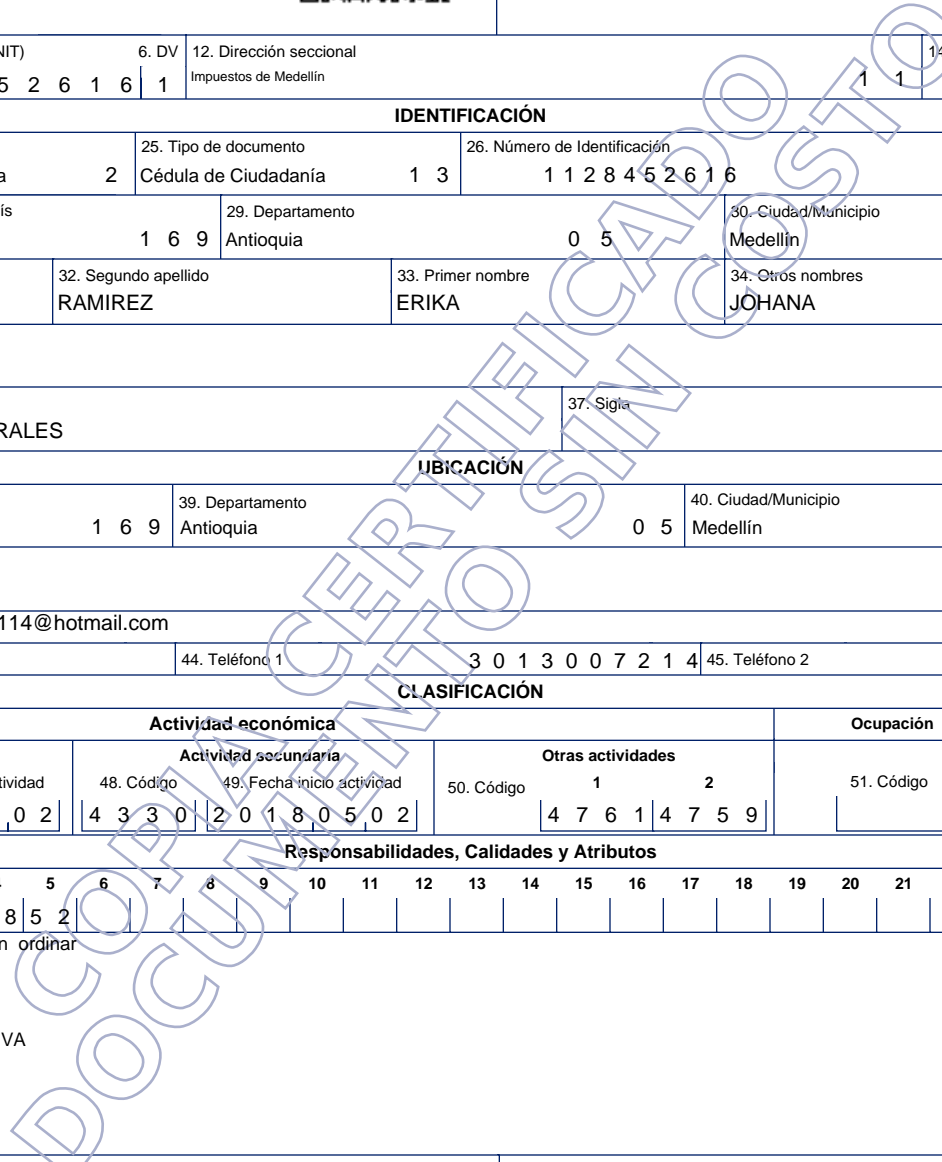 NIT) 6. DV 12. Dirección seccional 14
5 2 6 1 6 1 Impuestos de Medellín 1 1
IDENTIFICACIÓN
25. Tipo de documento 26. Número de Identificación
a 2 Cédula de Ciudadanía 1 3 1 1 2 8 4 5 2 6 1 6
ís 29. Departamento 30. Ciudad/Municipio
1 6 9 Antioquia 0 5 Medellín
32. Segundo apellido 33. Primer nombre 34. Otros nombres
RAMIREZ ERIKA JOHANA
37. Sigla
RALES
UBICACIÓN
39. Departamento 40. Ciudad/Municipio
1 6 9 Antioquia 0 5 Medellín
114@hotmail.com
44. Teléfono 1 3 0 1 3 0 0 7 2 1 4 45. Teléfono 2
CLASIFICACIÓN
Actividad económica Ocupación
Actividad secundaria Otras actividades
tividad 48. Código 49. Fecha inicio actividad 50. Código 1 2 51. Código
0 2 4 3 3 0 2 0 1 8 0 5 0 2 4 7 6 1 4 7 5 9
Responsabilidades, Calidades y Atributos
5 6 7 8 9 10 11 12 13 14 15 16 17 18 19 20 21
8 5 2
n ordinar
VA
COPIA CERTIFICADO
DOCUMENTO SIN COSTO